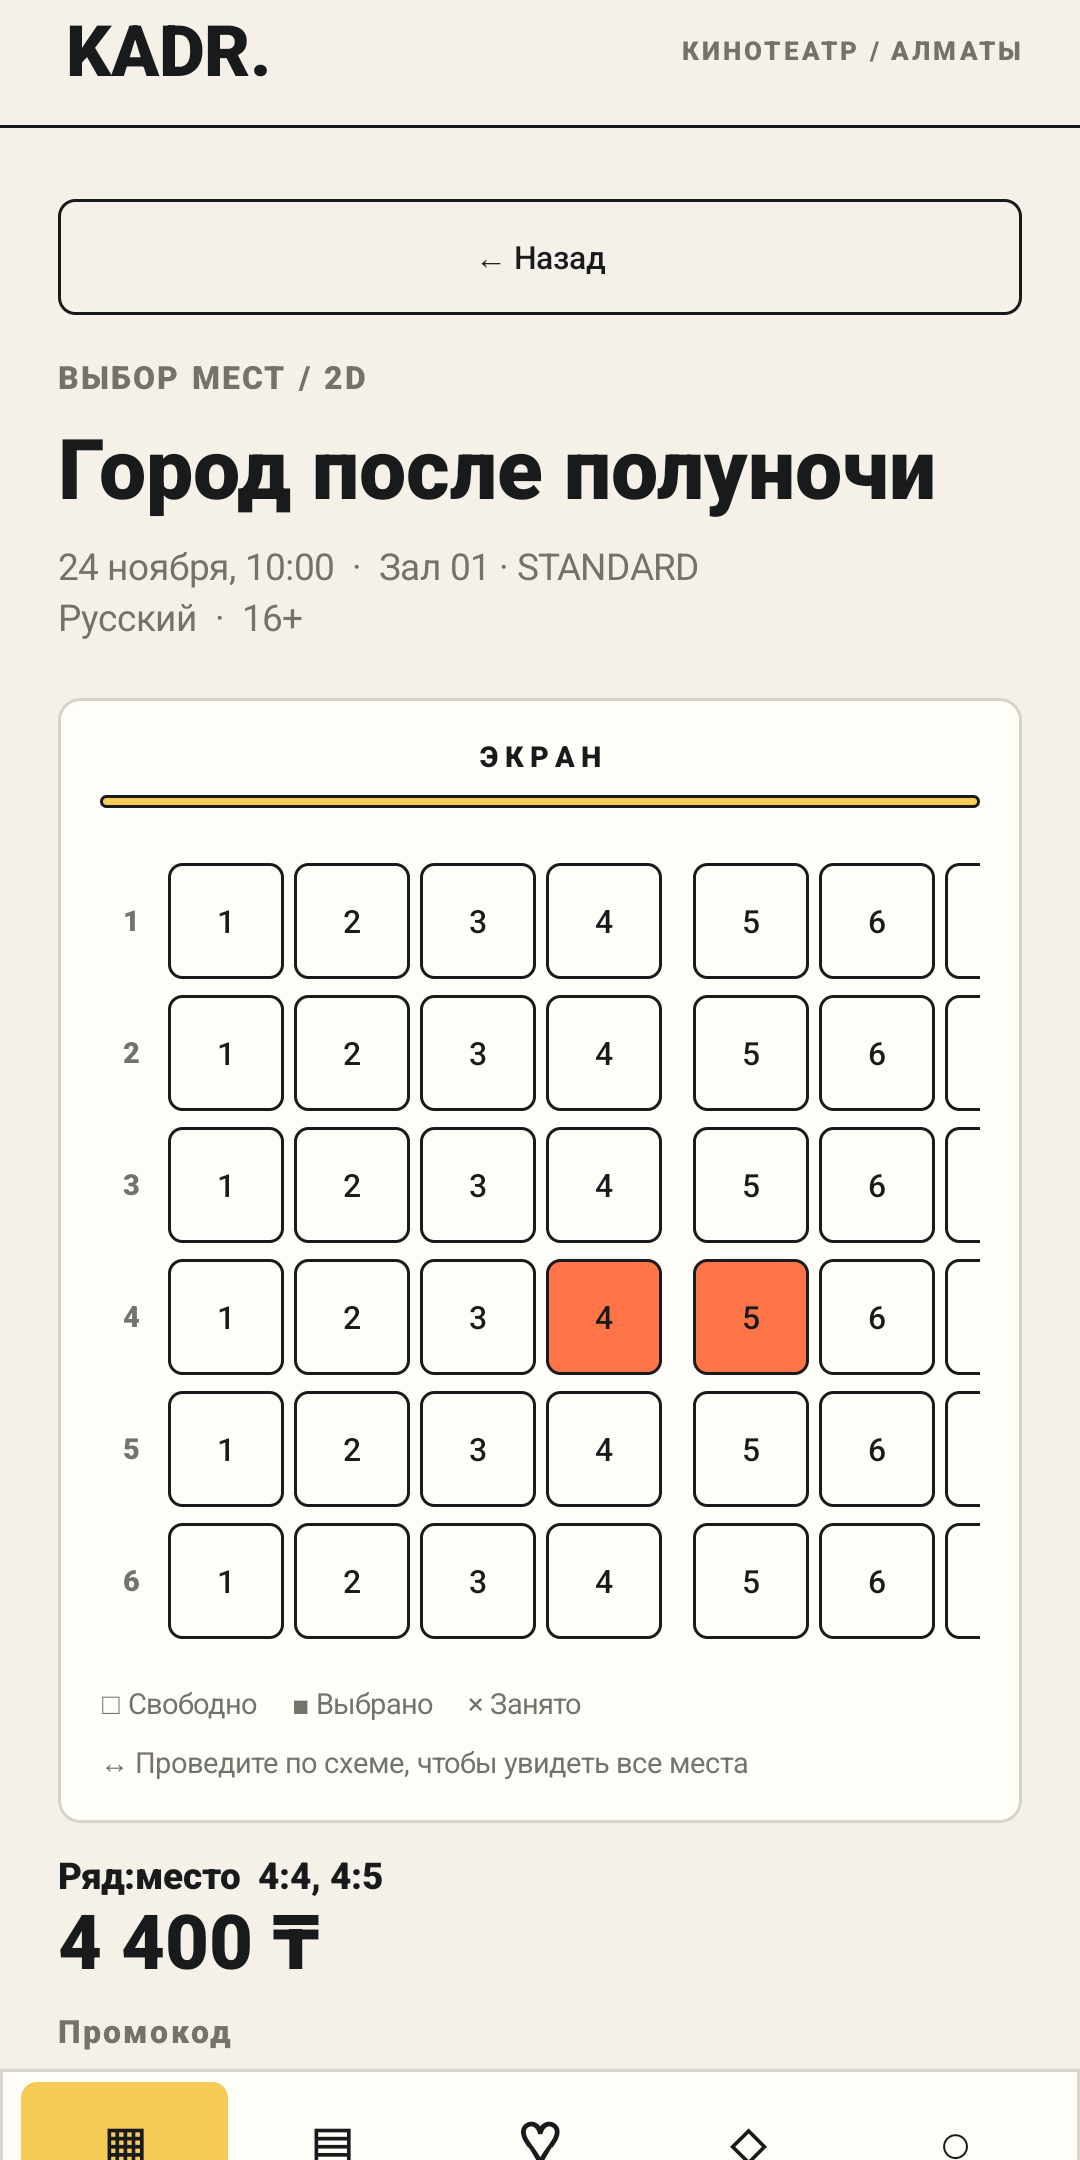 KADR.
КИНОТЕАТР / АЛМАТЫ
← Назад
ВЫБОР МЕСТ / 2D
Город после полуночи
24 ноября, 10:00 · Зал 01 · STANDARD
Русский · 16+
ЭКРАН
1 1 2 3 4 5 6
2 1 2 3 4 5 6
3 1 2 3 4 5 6
4 1 2 3 4 5 6
5 1 2 3 4 5 6
6 1 2 3 4 5 6
□ Свободно ■ Выбрано × Занято
↔ Проведите по схеме, чтобы увидеть все места
Ряд:место 4:4, 4:5
4 400 ₸
Промокод